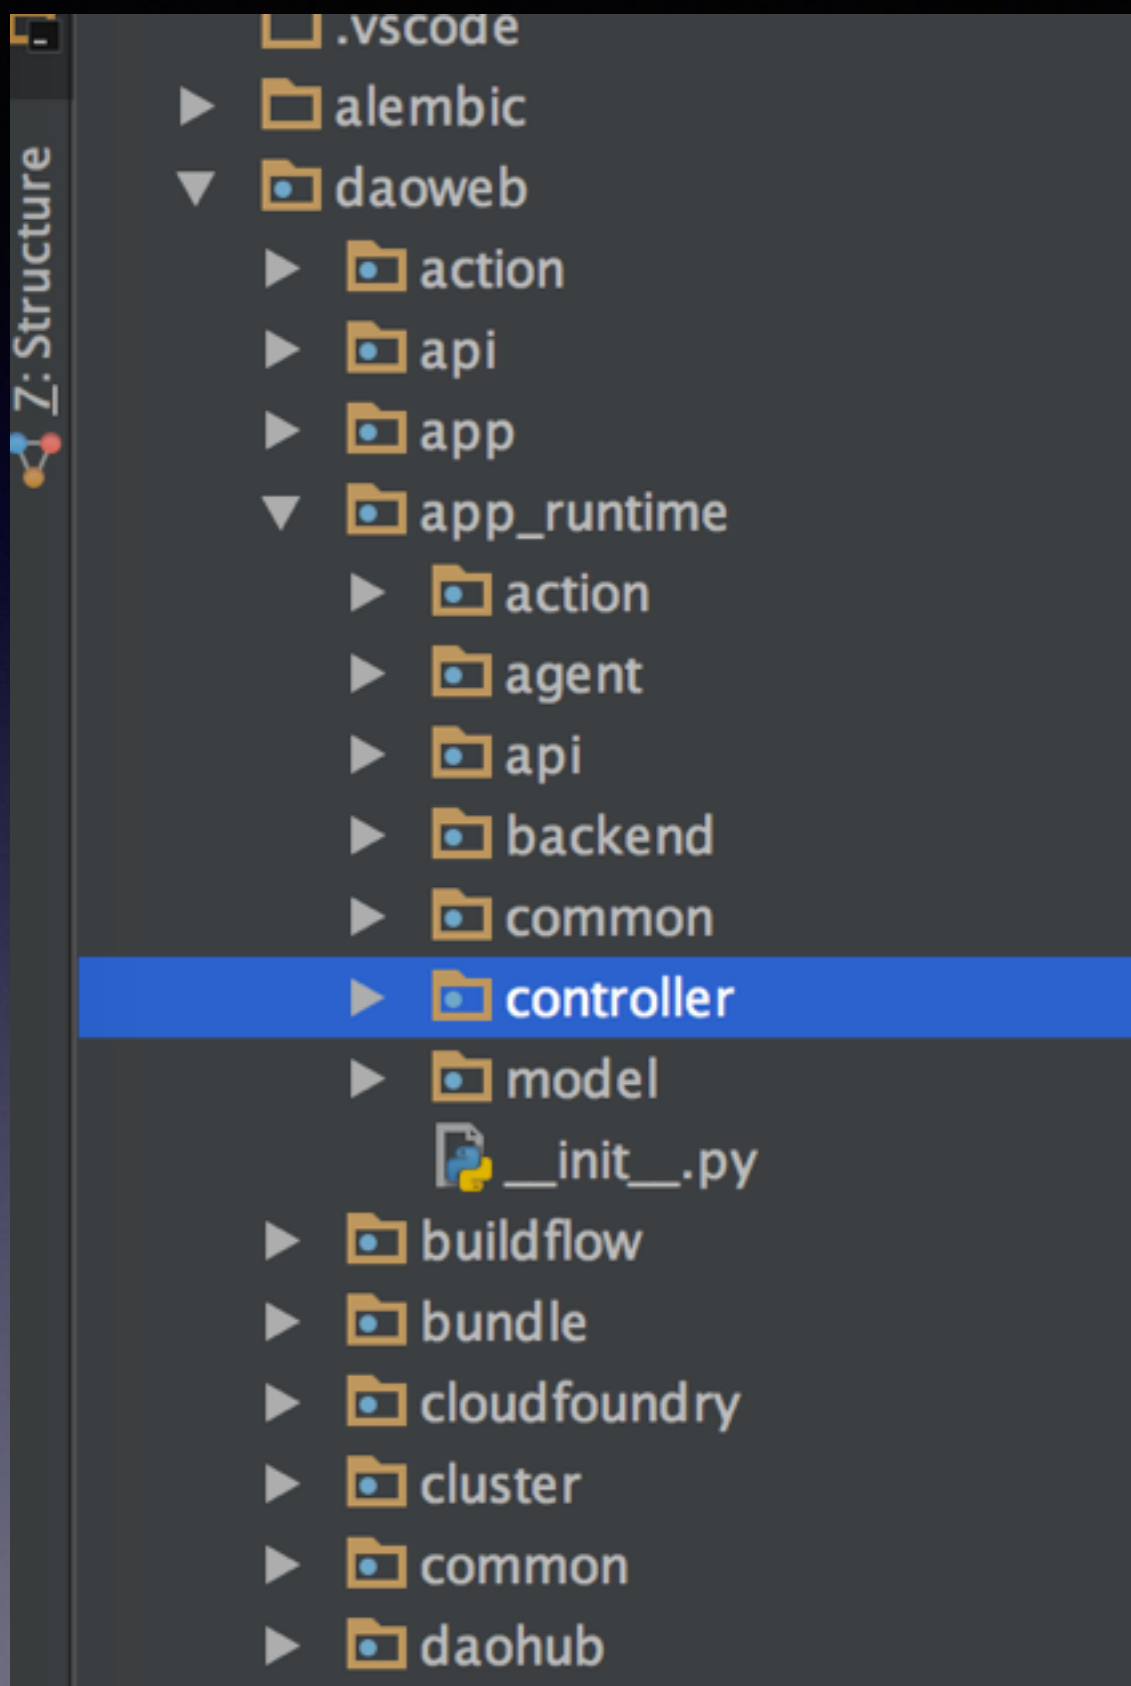 .vscode
alembic
daoweb
action
api
app
app_runtime
action
agent
api
backend
common
controller
model
__init__.py
buildflow
bundle
cloudfoundry
cluster
common
daohub
7: Structure